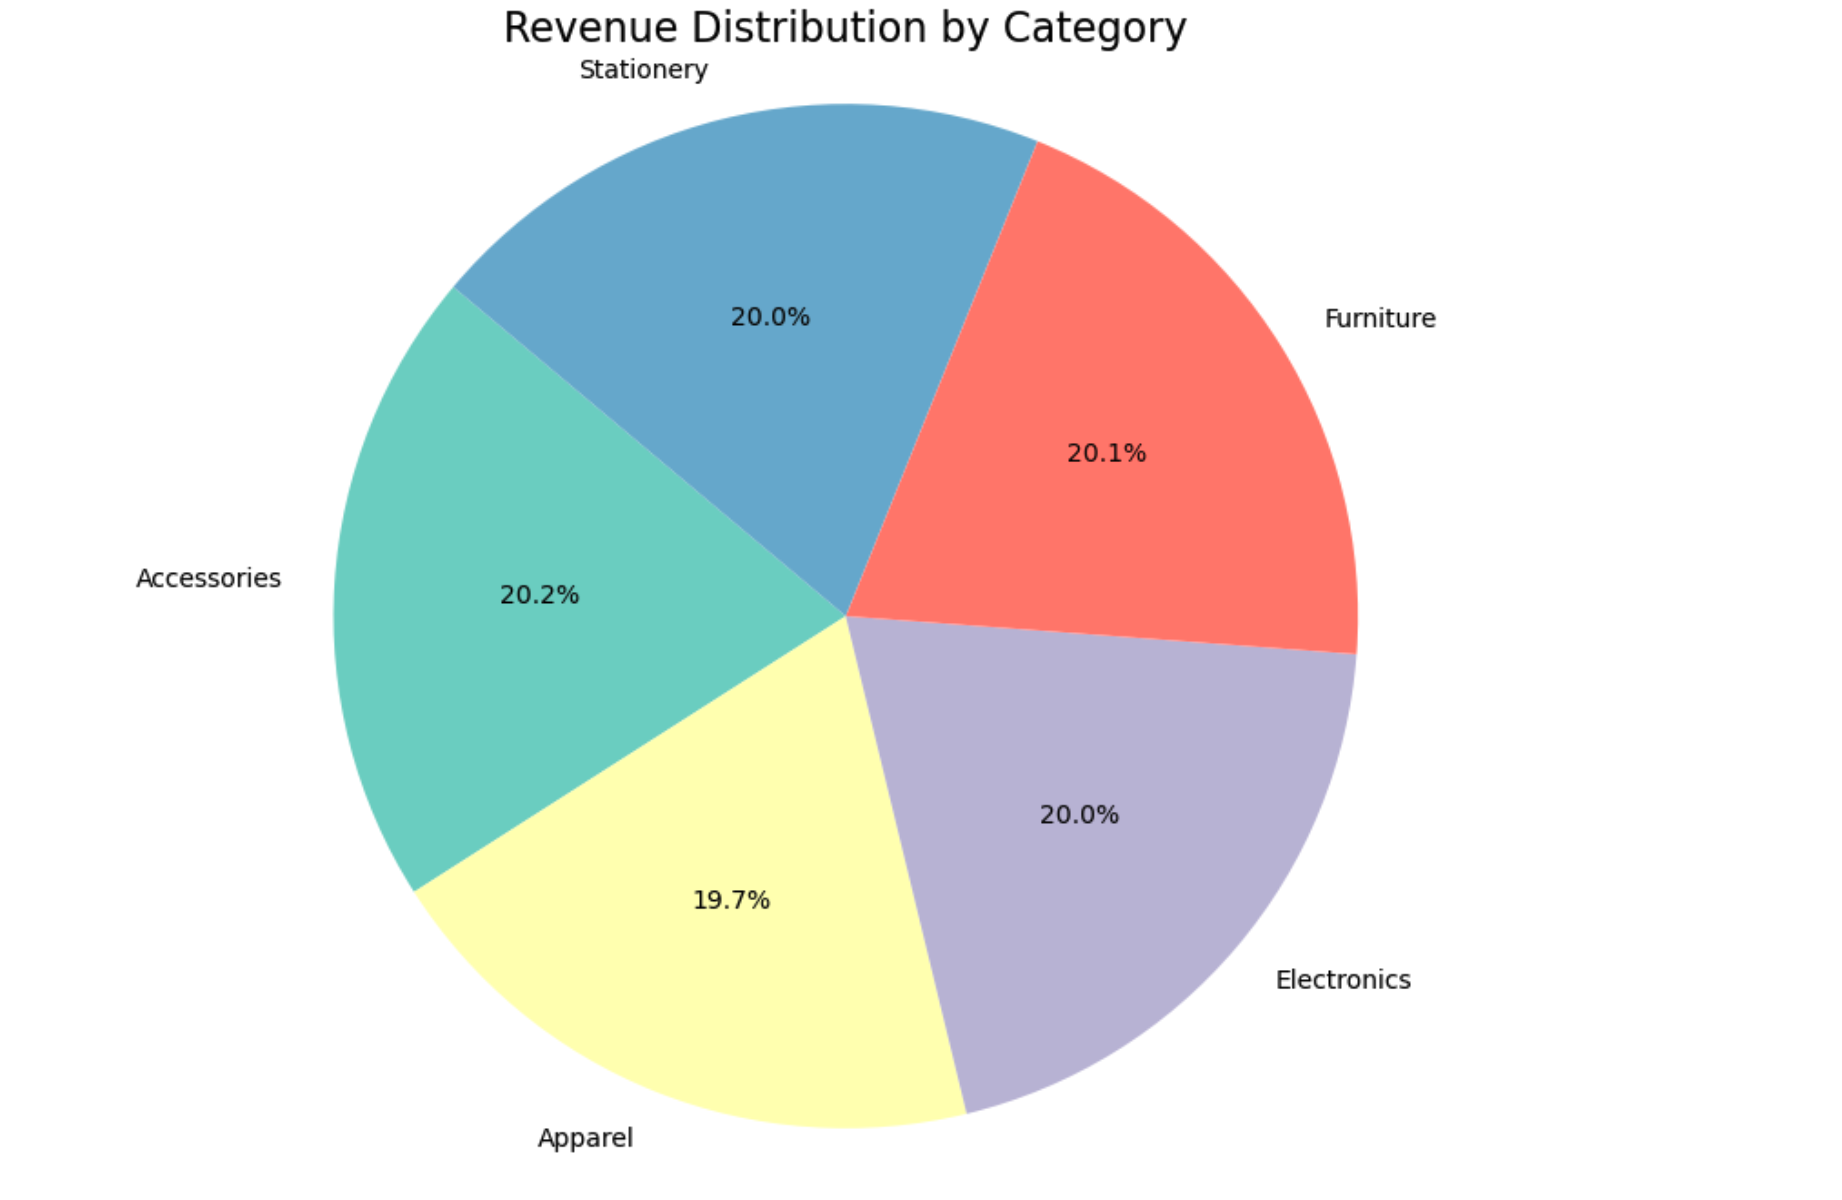 Revenue Distribution by Category
Stationery
20.0%
Furniture
20.1%
Accessories
20.2%
20.0%
19.7%
Electronics
Apparel